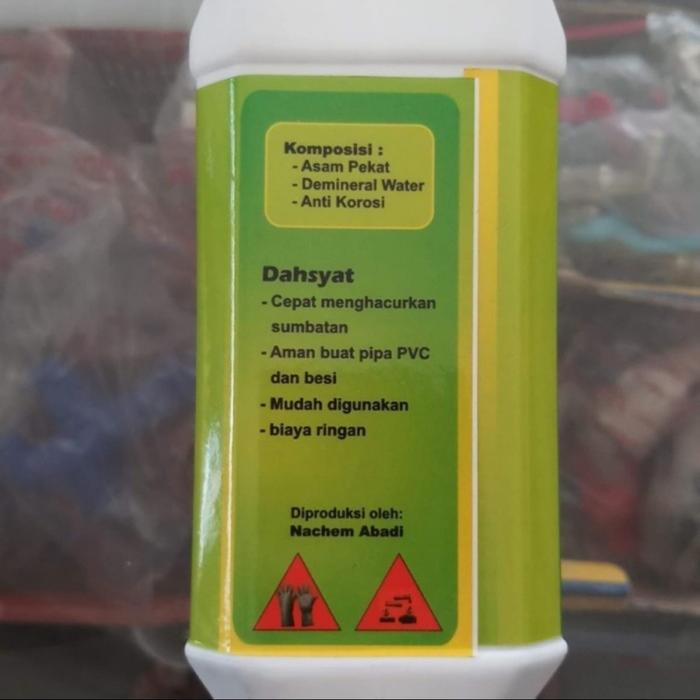 Komposisi :
- Asam Pekat
- Demineral Water
- Anti Korosi
Dahsyat
- Cepat menghacurkan
sumbatan
- Aman buat pipa PVC
dan besi
- Mudah digunakan
- biaya ringan
Diproduksi oleh:
Nachem Abadi